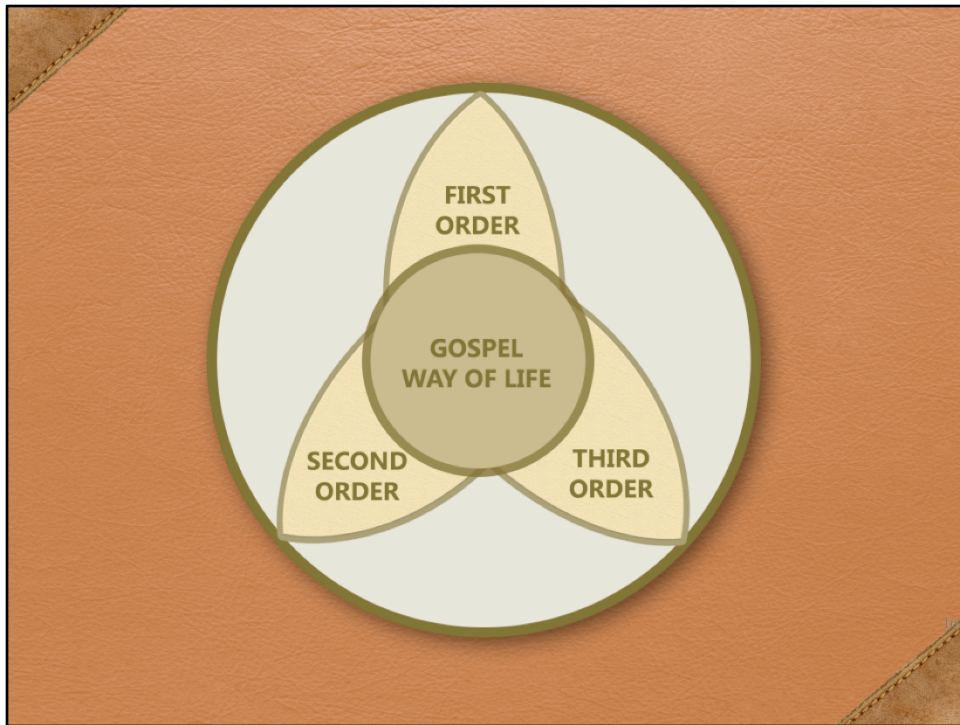 FIRST
ORDER
GOSPEL
WAY OF LIFE
SECOND
ORDER
THIRD
ORDER